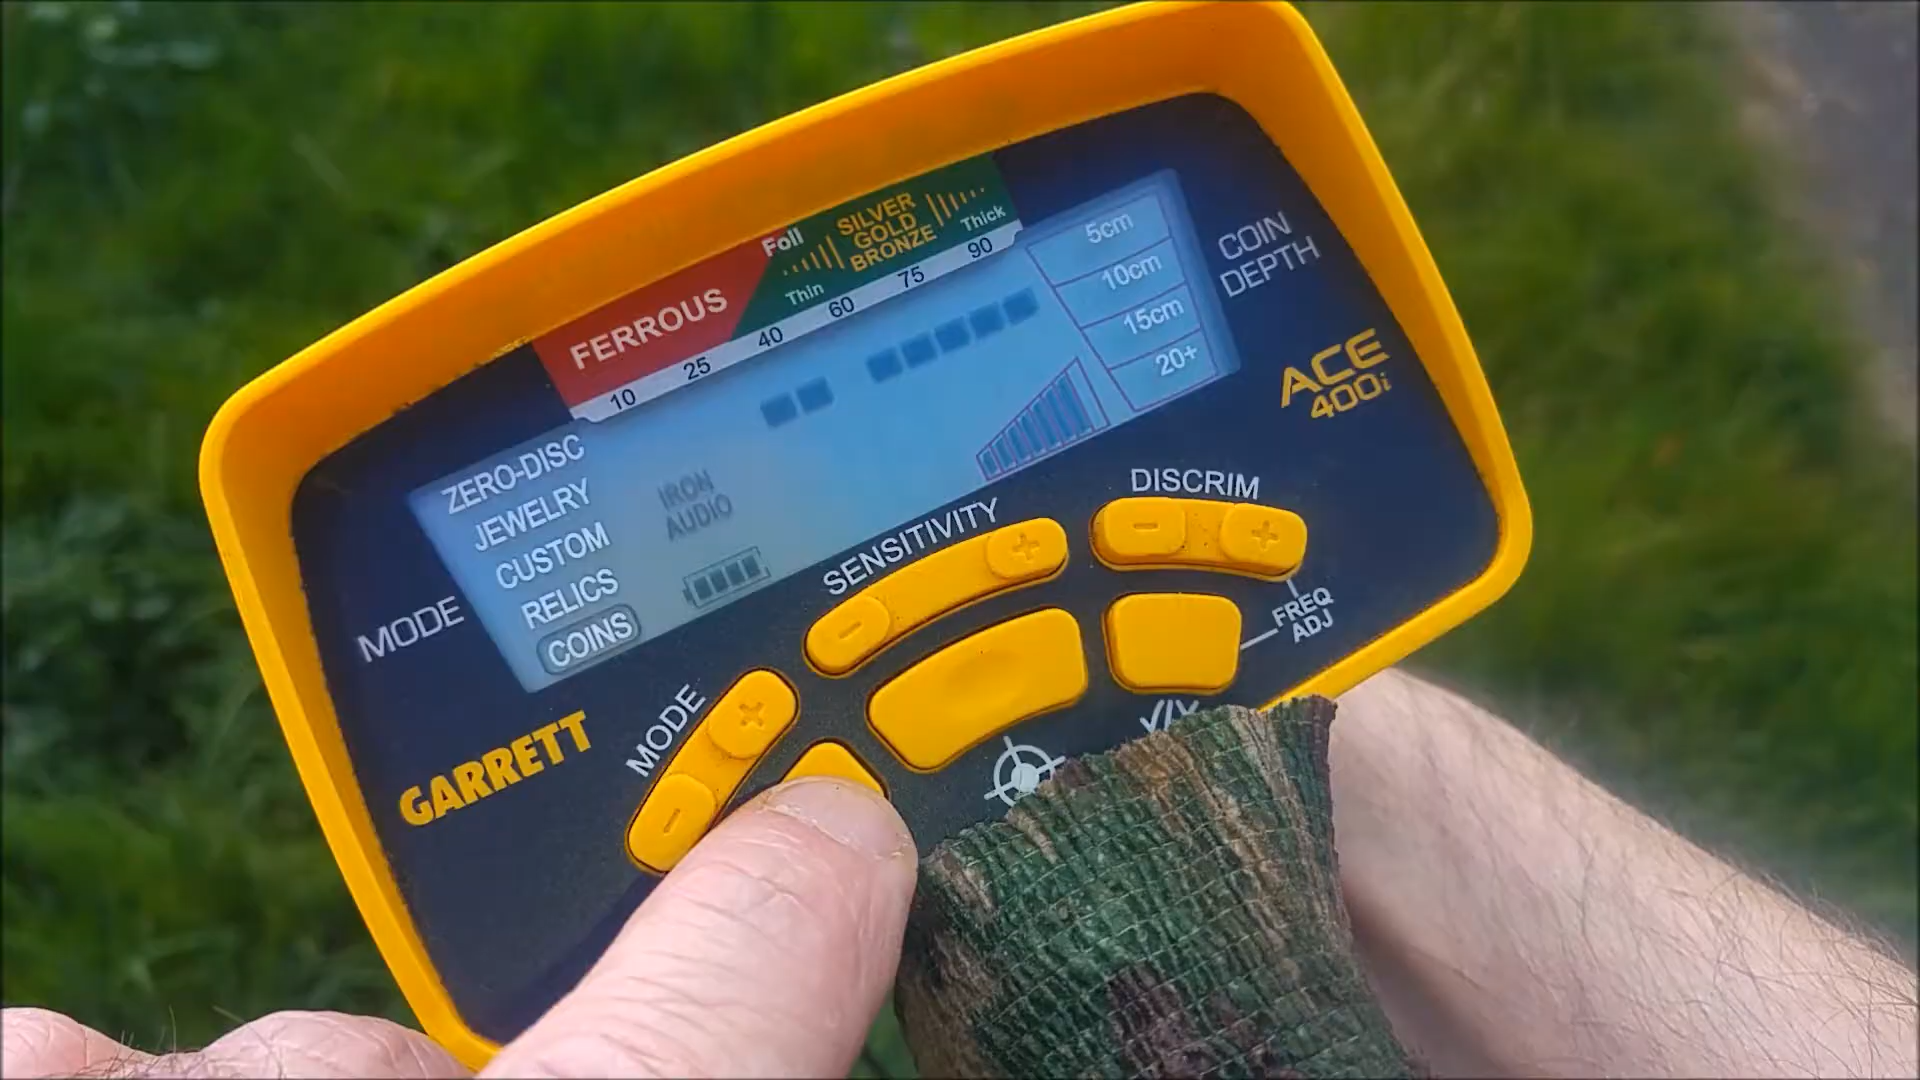 Foil
SILVER
GOLD
BRONZE
Thin
Thick
FERROUS
10 25 40 60 75 90
5cm
10cm
15cm
20+
COIN
DEPTH
ACE
400i
ZERO-DISC
JEWELRY
CUSTOM
RELICS
COINS
IRON
AUDIO
MODE
SENSITIVITY
- +
DISCRIM
- +
FREQ
ADJ
MODE
+
-
GARRETT